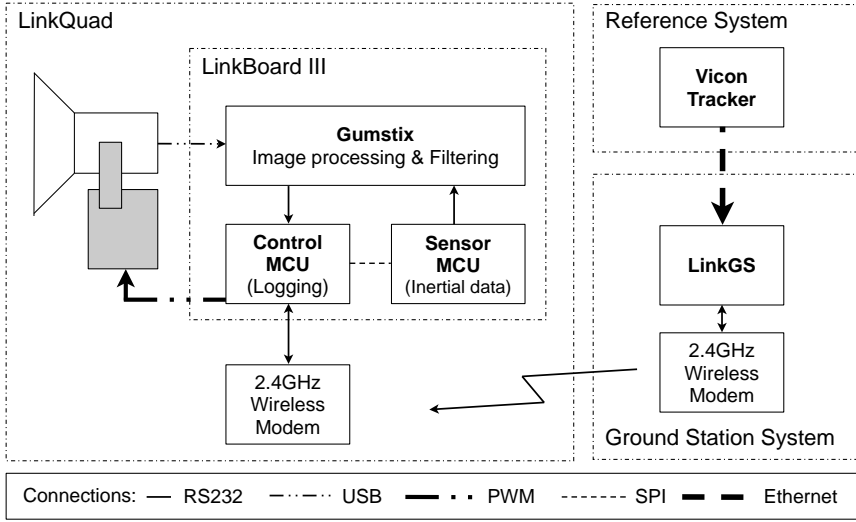 LinkQuad
LinkBoard III
Gumstix
Image processing & Filtering
Control
MCU
(Logging)
Sensor
MCU
(Inertial data)
2.4GHz
Wireless
Modem
Reference System
Vicon
Tracker
LinkGS
2.4GHz
Wireless
Modem
Ground Station System
Connections: RS232 USB PWM SPI Ethernet